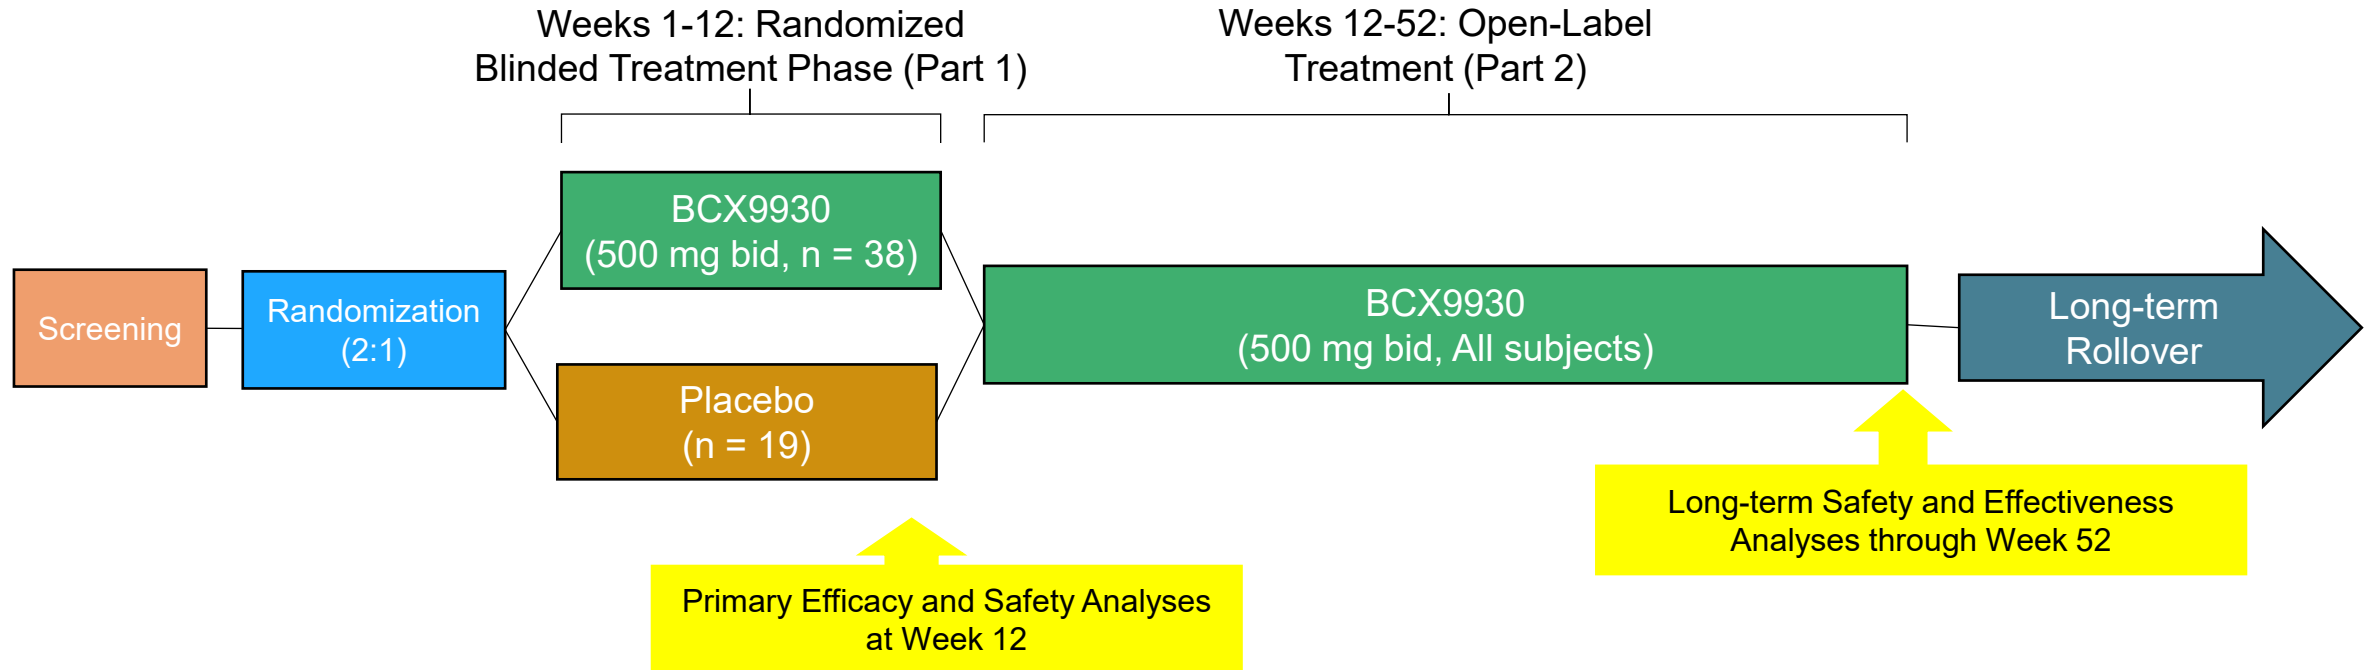 Weeks 1-12: Randomized
Blinded Treatment Phase (Part 1)
Weeks 12-52: Open-Label
Treatment (Part 2)
Screening
Randomization
(2:1)
BCX9930
(500 mg bid, n = 38)
Placebo
(n = 19)
BCX9930
(500 mg bid, All subjects)
Long-term
Rollover
Primary Efficacy and Safety Analyses
at Week 12
Long-term Safety and Effectiveness
Analyses through Week 52